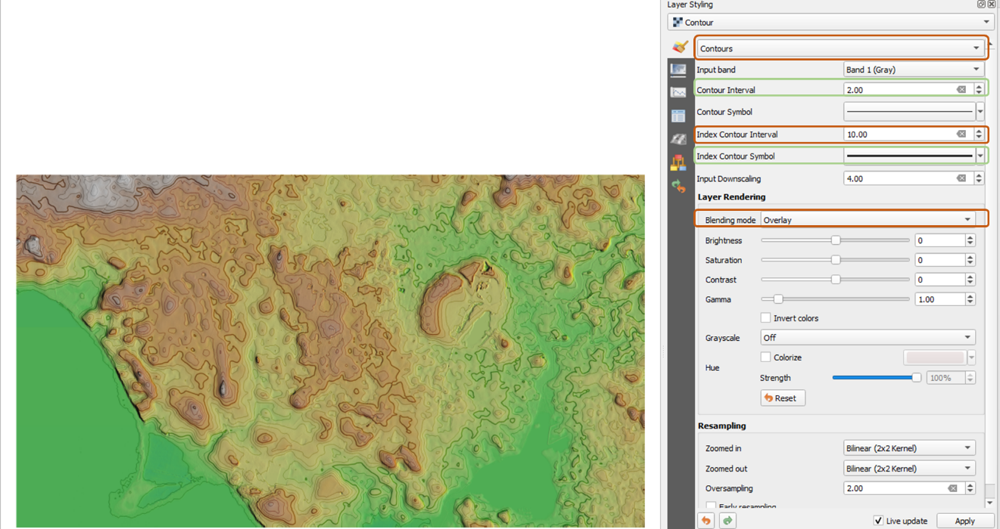 Layer Styling
Contour
Contours
Input band Band 1 (Gray)
Contour Interval 2.00
Contour Symbol
Index Contour Interval 10.00
Index Contour Symbol
Input Downscaling 4.00
Layer Rendering
Blending mode Overlay
Brightness 0
Saturation 0
Contrast 0
Gamma 1.00
Invert colors
Grayscale Off
Colorize
Hue
Strength 100%
Reset
Resampling
Zoomed in Bilinear (2x2 Kernel)
Zoomed out Bilinear (2x2 Kernel)
Oversampling 2.00
Early resampling
Live update Apply